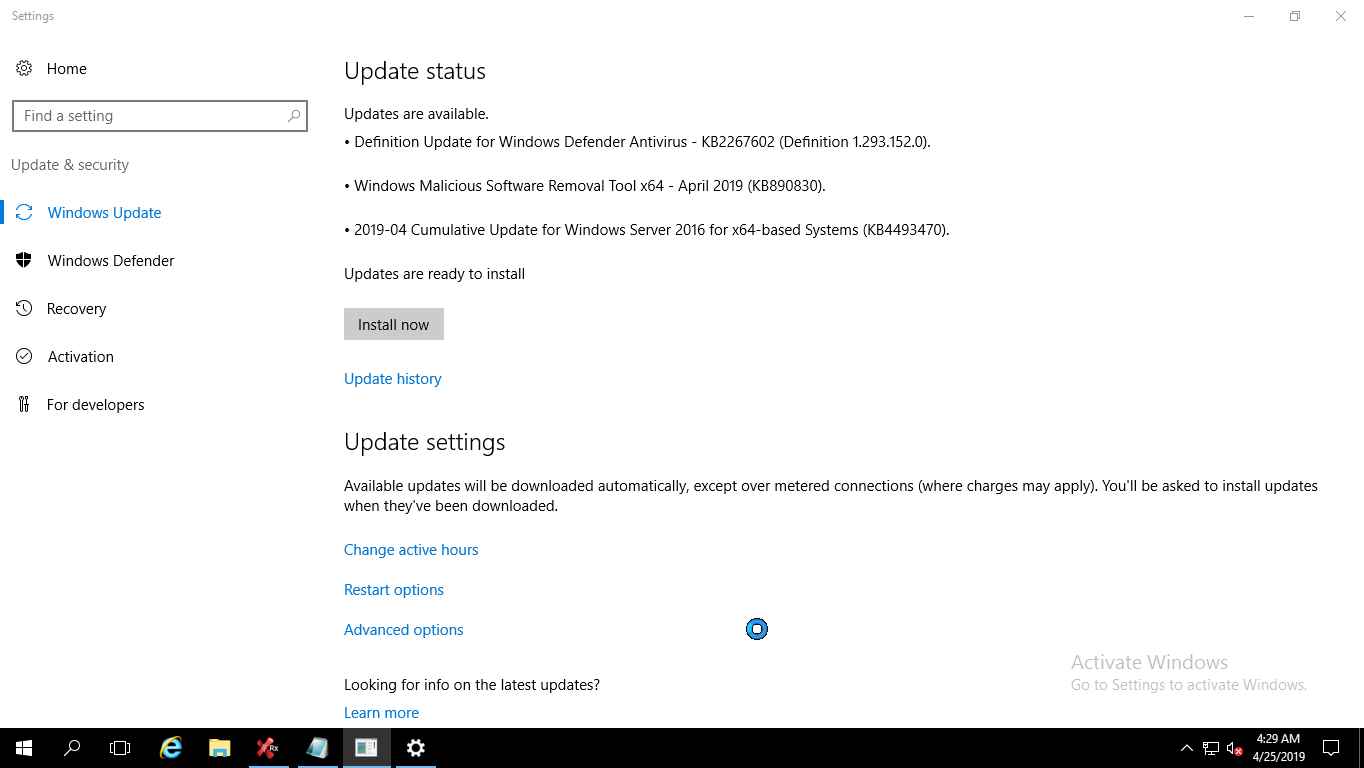 Settings
Home
Find a setting
Update & security
Windows Update
Windows Defender
Recovery
Activation
For developers
Update status
Updates are available.
• Definition Update for Windows Defender Antivirus - KB2267602 (Definition 1.293.152.0).
• Windows Malicious Software Removal Tool x64 - April 2019 (KB890830).
• 2019-04 Cumulative Update for Windows Server 2016 for x64-based Systems (KB4493470).
Updates are ready to install
Install now
Update history
Update settings
Available updates will be downloaded automatically, except over metered connections (where charges may apply). You'll be asked to install updates
when they've been downloaded.
Change active hours
Restart options
Advanced options
Looking for info on the latest updates?
Learn more
Activate Windows
Go to Settings to activate Windows.
Rx
4:29 AM
4/25/2019